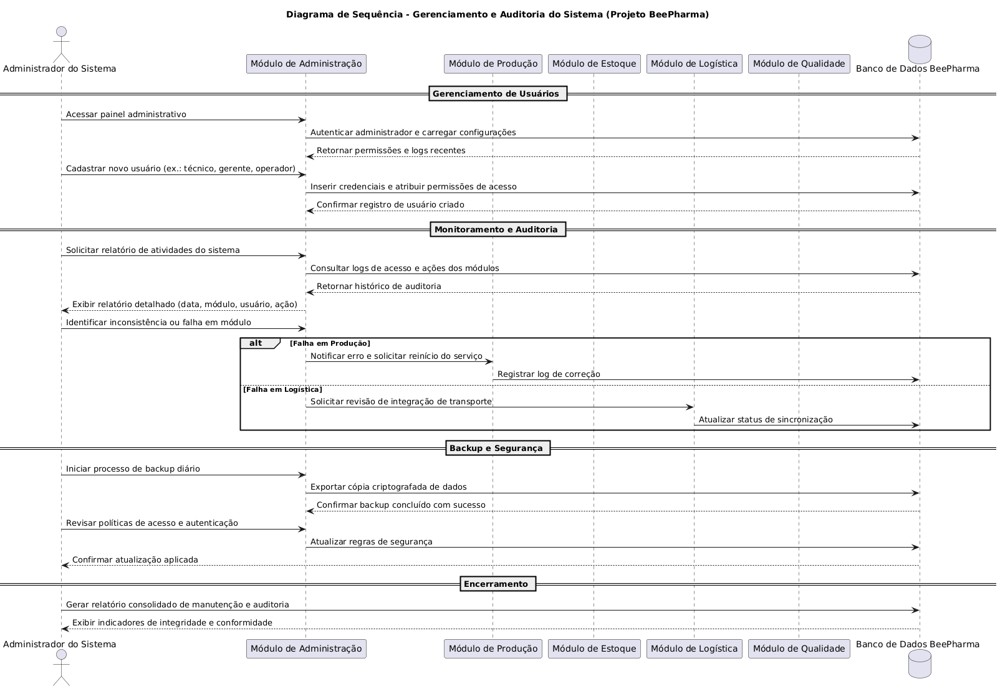 Diagrama de Sequência - Gerenciamento e Auditoria do Sistema (Projeto BeePharma)
Administrador do Sistema
Módulo de Administração
Módulo de Produção
Módulo de Estoque
Módulo de Logística
Módulo de Qualidade
Banco de Dados BeePharma
Gerenciamento de Usuários
Acessar painel administrativo
Autenticar administrador e carregar configurações
Retornar permissões e logs recentes
Cadastrar novo usuário (ex.: técnico, gerente, operador)
Inserir credenciais e atribuir permissões de acesso
Confirmar registro de usuário criado
Monitoramento e Auditoria
Solicitar relatório de atividades do sistema
Consultar logs de acesso e ações dos módulos
Retornar histórico de auditoria
Exibir relatório detalhado (data, módulo, usuário, ação)
Identificar inconsistência ou falha em módulo
alt
[Falha em Produção]
Notificar erro e solicitar reinício do serviço
Registrar log de correção
[Falha em Logística]
Solicitar revisão de integração de transporte
Atualizar status de sincronização
Backup e Segurança
Iniciar processo de backup diário
Exportar cópia criptografada de dados
Confirmar backup concluído com sucesso
Revisar políticas de acesso e autenticação
Atualizar regras de segurança
Confirmar atualização aplicada
Encerramento
Gerar relatório consolidado de manutenção e auditoria
Exibir indicadores de integridade e conformidade
Administrador do Sistema
Módulo de Administração
Módulo de Produção
Módulo de Estoque
Módulo de Logística
Módulo de Qualidade
Banco de Dados BeePharma